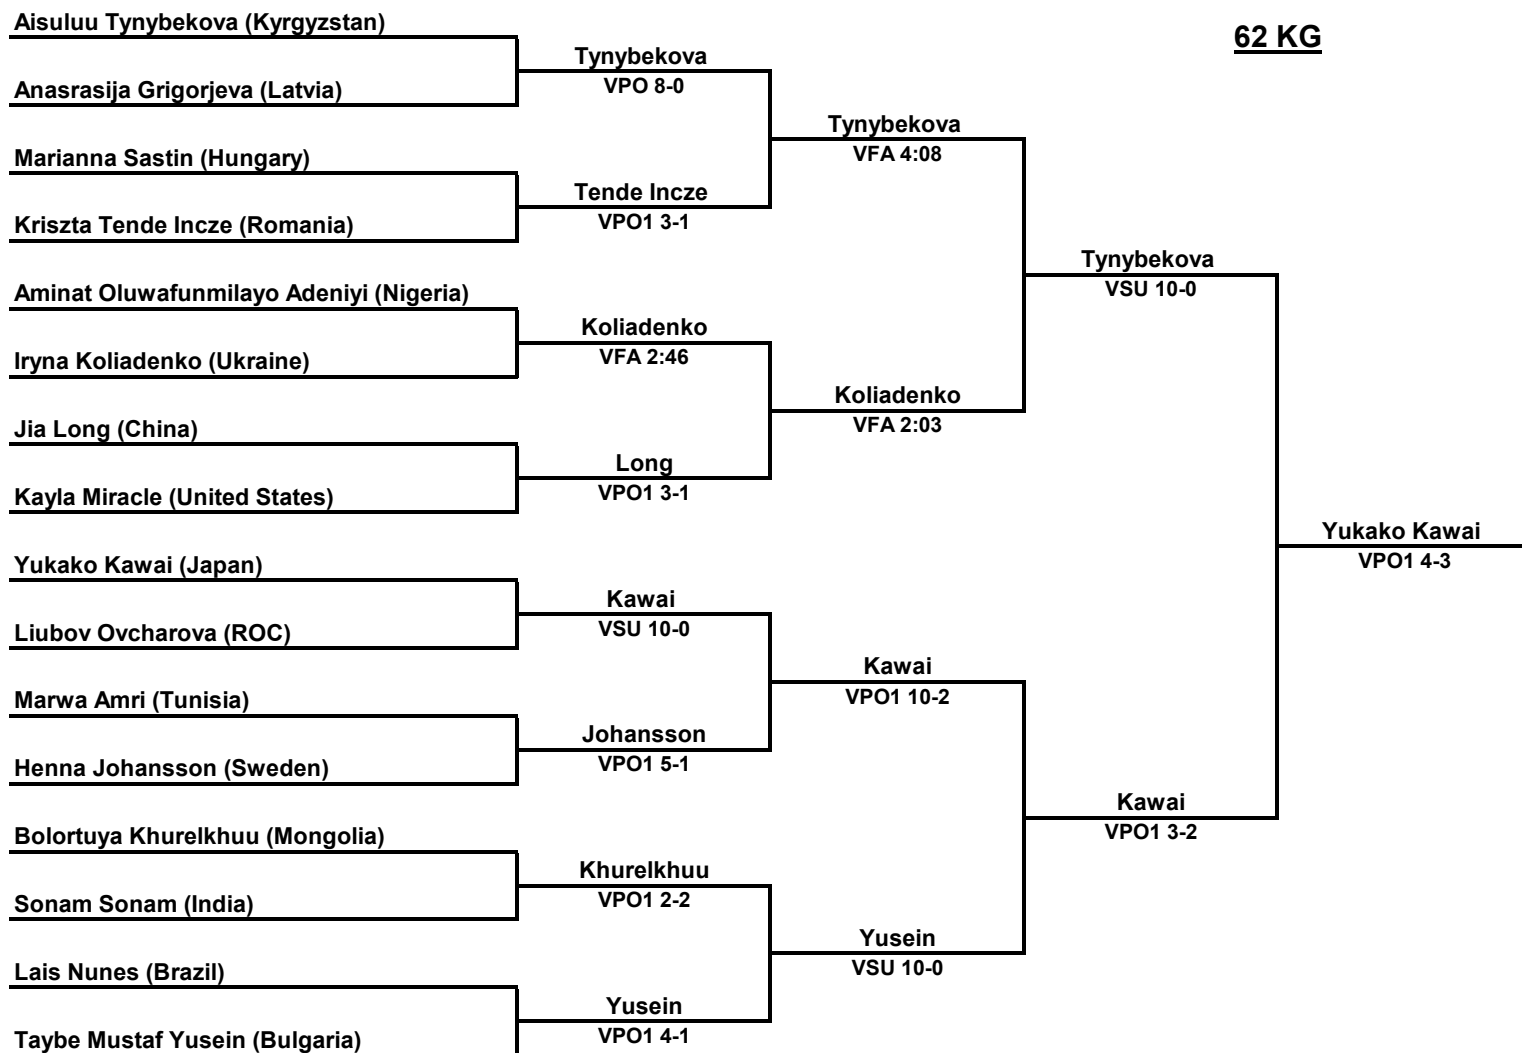 Aisuluu Tynybekova (Kyrgyzstan)
62 KG
Tynybekova
VPO 8-0
Anasrasija Grigorjeva (Latvia)
Tynybekova
VFA 4:08
Marianna Sastin (Hungary)
Tende Incze
VPO1 3-1
Kriszta Tende Incze (Romania)
Tynybekova
VSU 10-0
Aminat Oluwafunmilayo Adeniyi (Nigeria)
Koliadenko
VFA 2:46
Iryna Koliadenko (Ukraine)
Koliadenko
VFA 2:03
Jia Long (China)
Long
VPO1 3-1
Kayla Miracle (United States)
Yukako Kawai
VPO1 4-3
Yukako Kawai (Japan)
Kawai
VSU 10-0
Liubov Ovcharova (ROC)
Kawai
VPO1 10-2
Marwa Amri (Tunisia)
Johansson
VPO1 5-1
Henna Johansson (Sweden)
Kawai
VPO1 3-2
Bolortuya Khurelkhuu (Mongolia)
Khurelkhuu
VPO1 2-2
Sonam Sonam (India)
Yusein
VSU 10-0
Lais Nunes (Brazil)
Yusein
VPO1 4-1
Taybe Mustaf Yusein (Bulgaria)